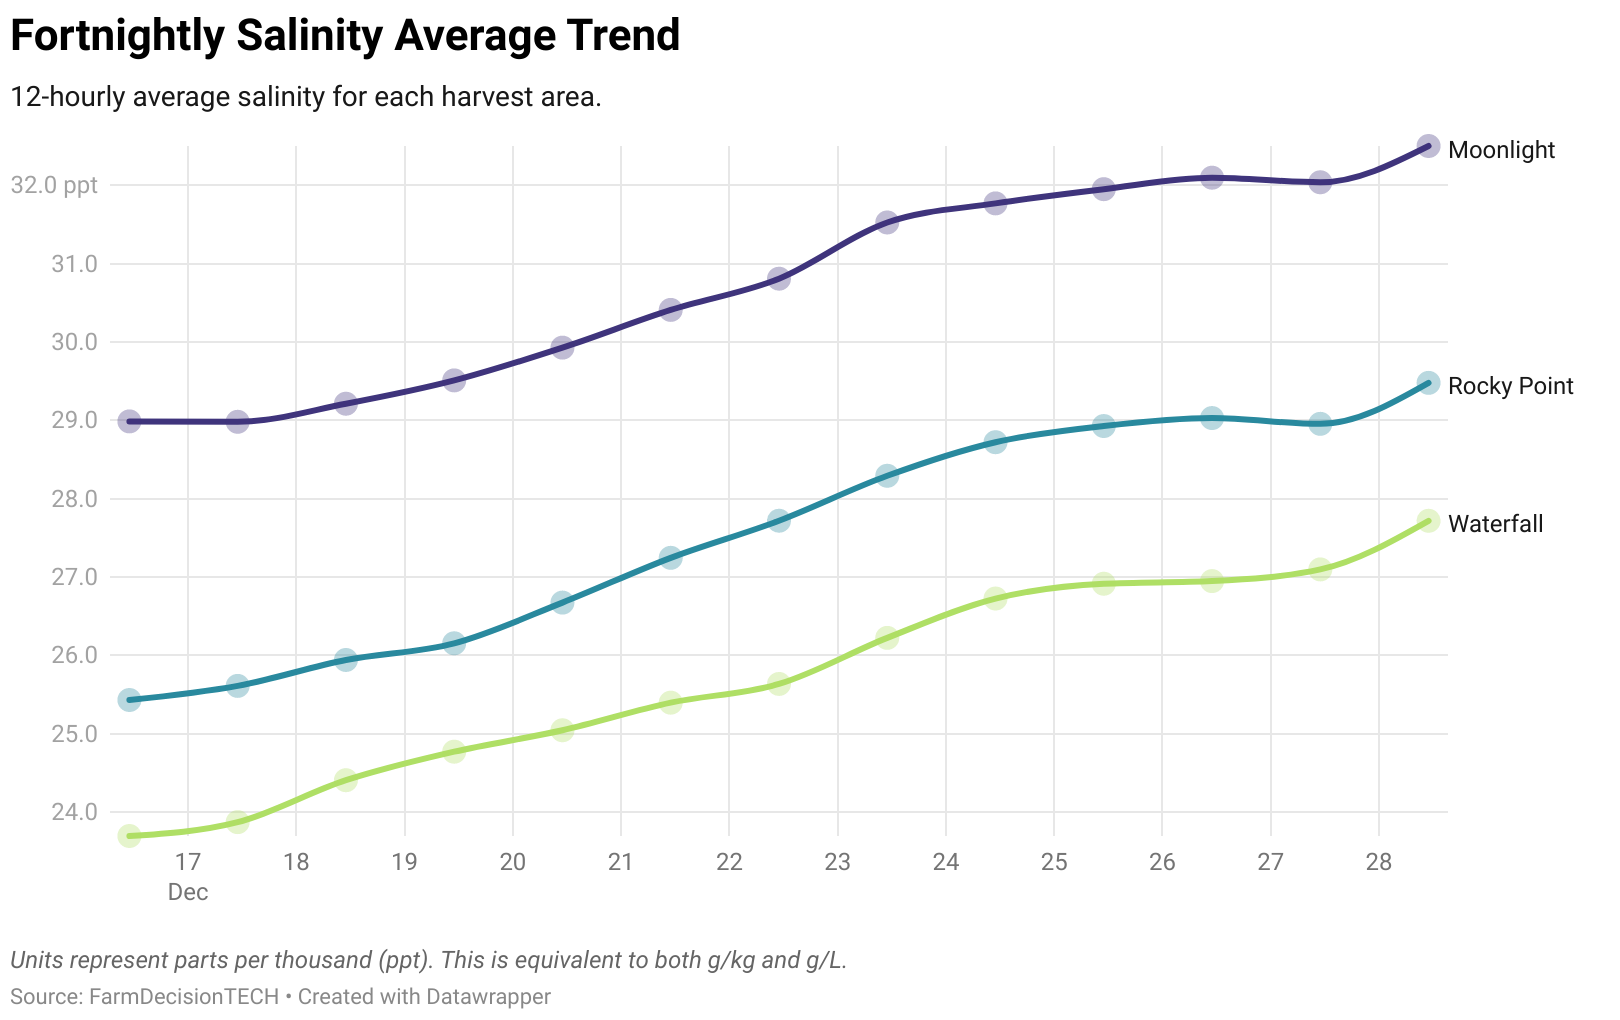 Fortnightly Salinity Average Trend
12-hourly average salinity for each harvest area.
Moonlight
32.0 ppt
31.0
30.0
Rocky Point
29.0
28.0
Waterfall
27.0
26.0
25.0
24.0
17 18 19 20 21 22 23 24 25 26 27 28
Dec
Units represent parts per thousand (ppt). This is equivalent to both g/kg and g/L.
Source: FarmDecisionTECH • Created with Datawrapper